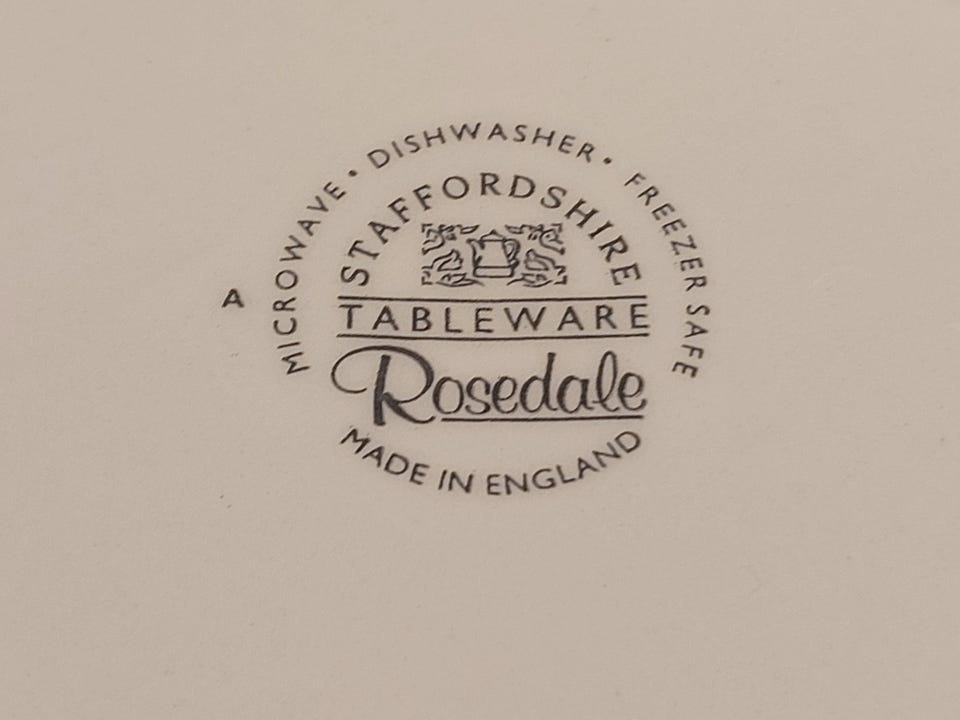 MICROWAVE • DISHWASHER • FREEZER SAFE
STAFFORDSHIRE
A
TABLEWARE
Rosedale
MADE IN ENGLAND